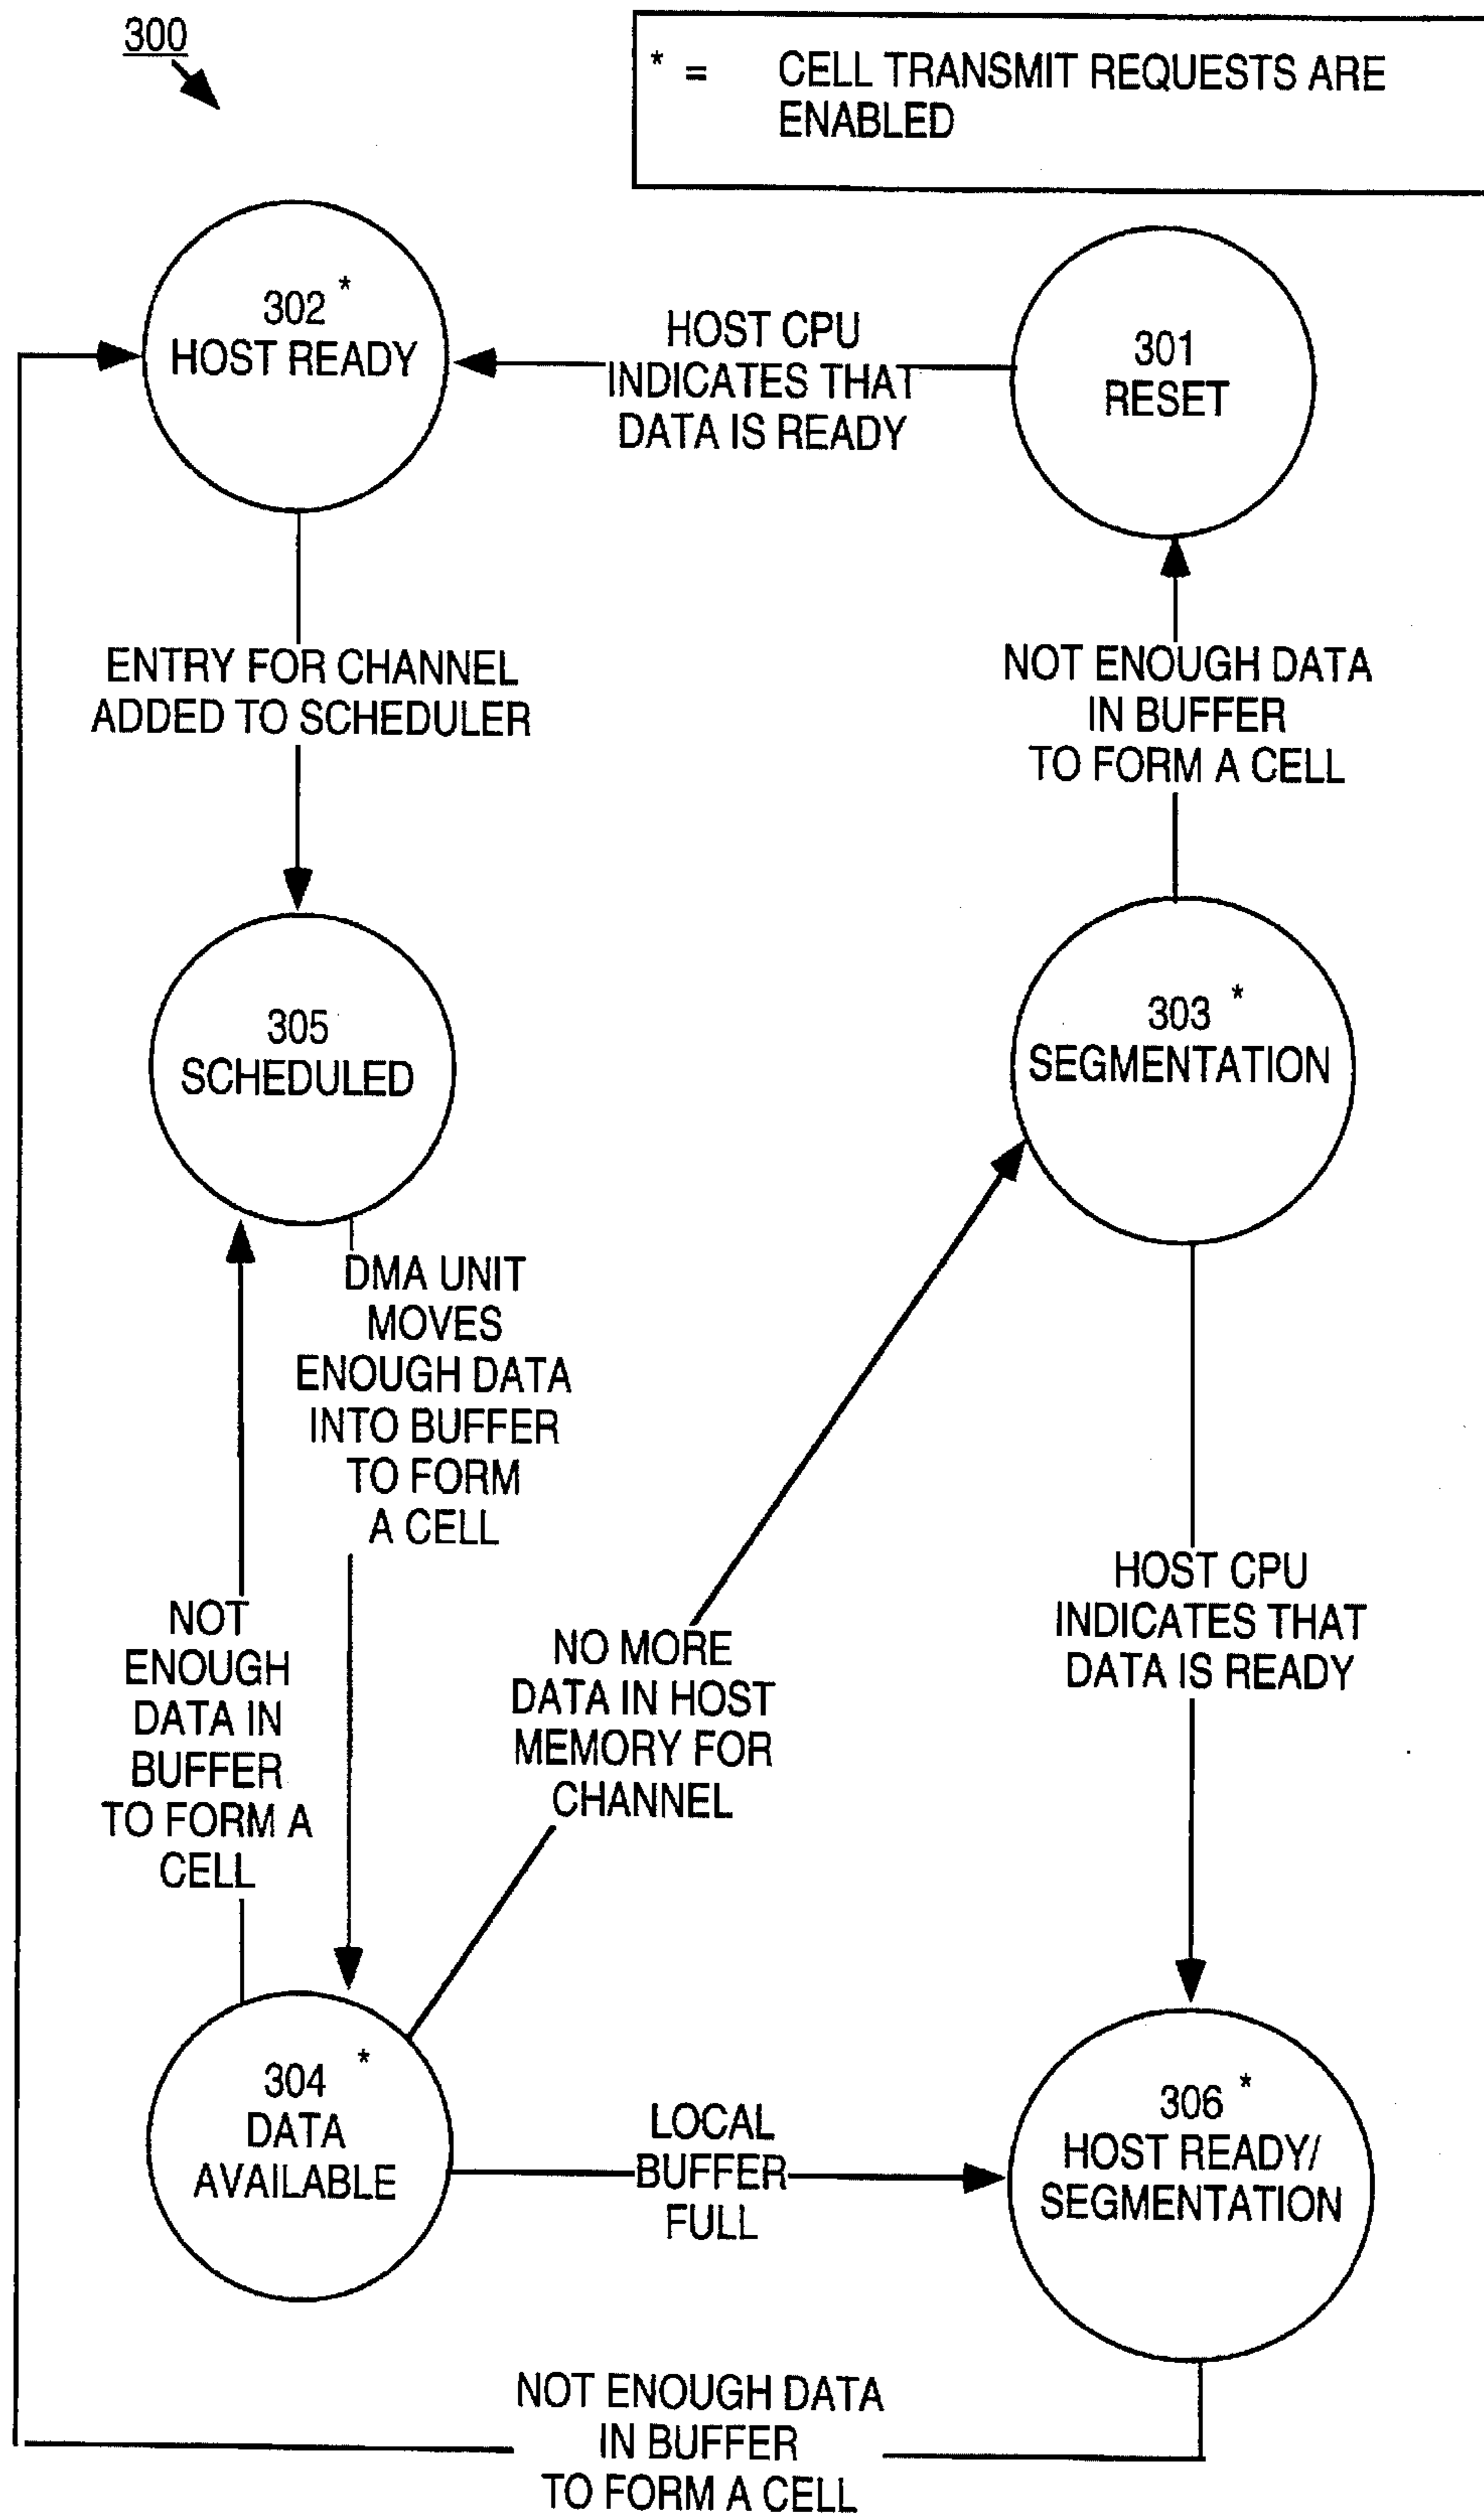 300
* = CELL TRANSMIT REQUESTS ARE
ENABLED
302 *
HOST READY
HOST CPU
INDICATES THAT
DATA IS READY
301
RESET
ENTRY FOR CHANNEL
ADDED TO SCHEDULER
NOT ENOUGH DATA
IN BUFFER
TO FORM A CELL
305
SCHEDULED
303 *
SEGMENTATION
DMA UNIT
MOVES
ENOUGH DATA
INTO BUFFER
TO FORM
A CELL
NOT
ENOUGH
DATA IN
BUFFER
TO FORM A
CELL
NO MORE
DATA IN HOST
MEMORY FOR
CHANNEL
HOST CPU
INDICATES THAT
DATA IS READY
304 *
DATA
AVAILABLE
LOCAL
BUFFER
FULL
306 *
HOST READY/
SEGMENTATION
NOT ENOUGH DATA
IN BUFFER
TO FORM A CELL